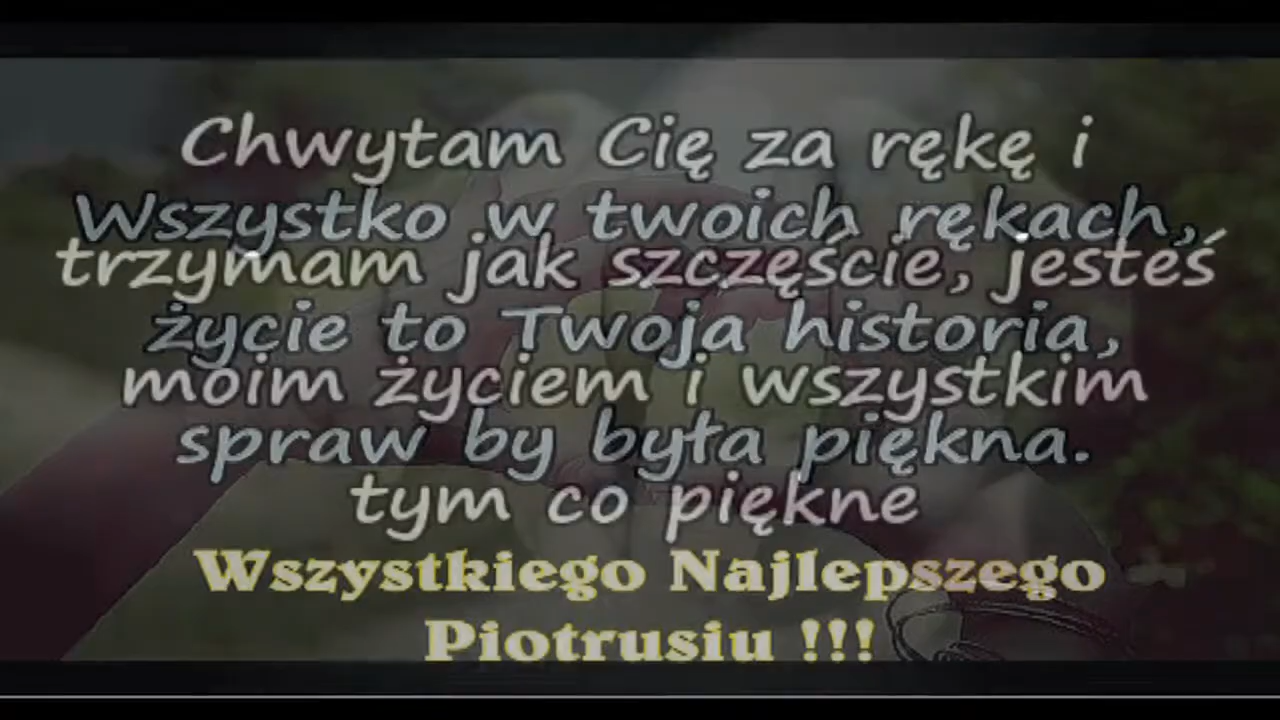 Chwytam Cię za rękę i
Wszystko w twoich rękach,
trzymam jak szczęście, jesteś
życie to Twoja historia,
moim życiem i wszystkim
spraw by była piękna.
tym co piękne
Wszystkiego Najlepszego
Piotrusiu !!!